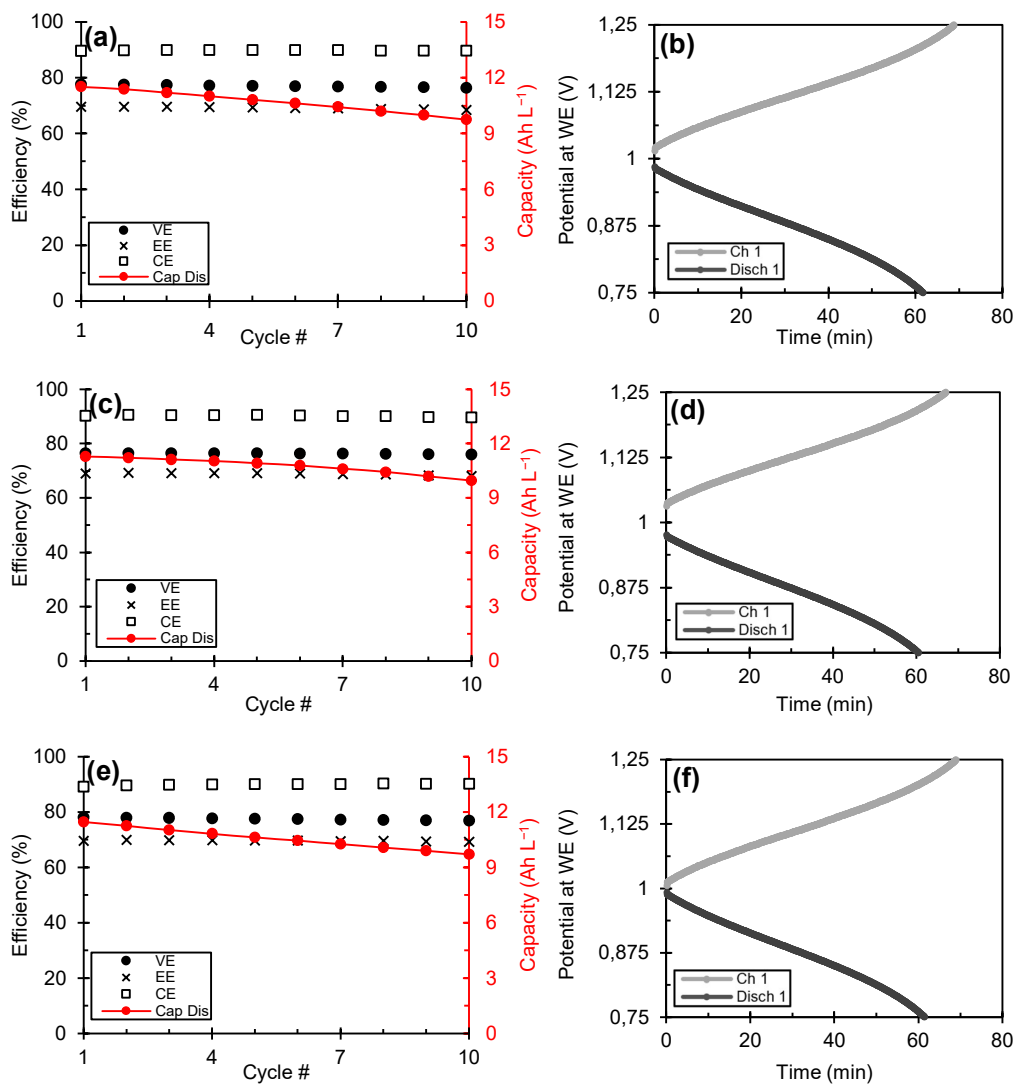 (a)
100
80
60
40
20
0
Efficiency (%)
15
12
9
6
3
0
Capacity (Ah L⁻¹)
VE
EE
CE
Cap Dis
1 4 7 10
Cycle #
(b)
1,25
1,125
1
0,875
0,75
Potential at WE (V)
Ch 1
Disch 1
0 20 40 60 80
Time (min)
(c)
100
80
60
40
20
0
Efficiency (%)
15
12
9
6
3
0
Capacity (Ah L⁻¹)
VE
EE
CE
Cap Dis
1 4 7 10
Cycle #
(d)
1,25
1,125
1
0,875
0,75
Potential at WE (V)
Ch 1
Disch 1
0 20 40 60 80
Time (min)
(e)
100
80
60
40
20
0
Efficiency (%)
15
12
9
6
3
0
Capacity (Ah L⁻¹)
VE
EE
CE
Cap Dis
1 4 7 10
Cycle #
(f)
1,25
1,125
1
0,875
0,75
Potential at WE (V)
Ch 1
Disch 1
0 20 40 60 80
Time (min)